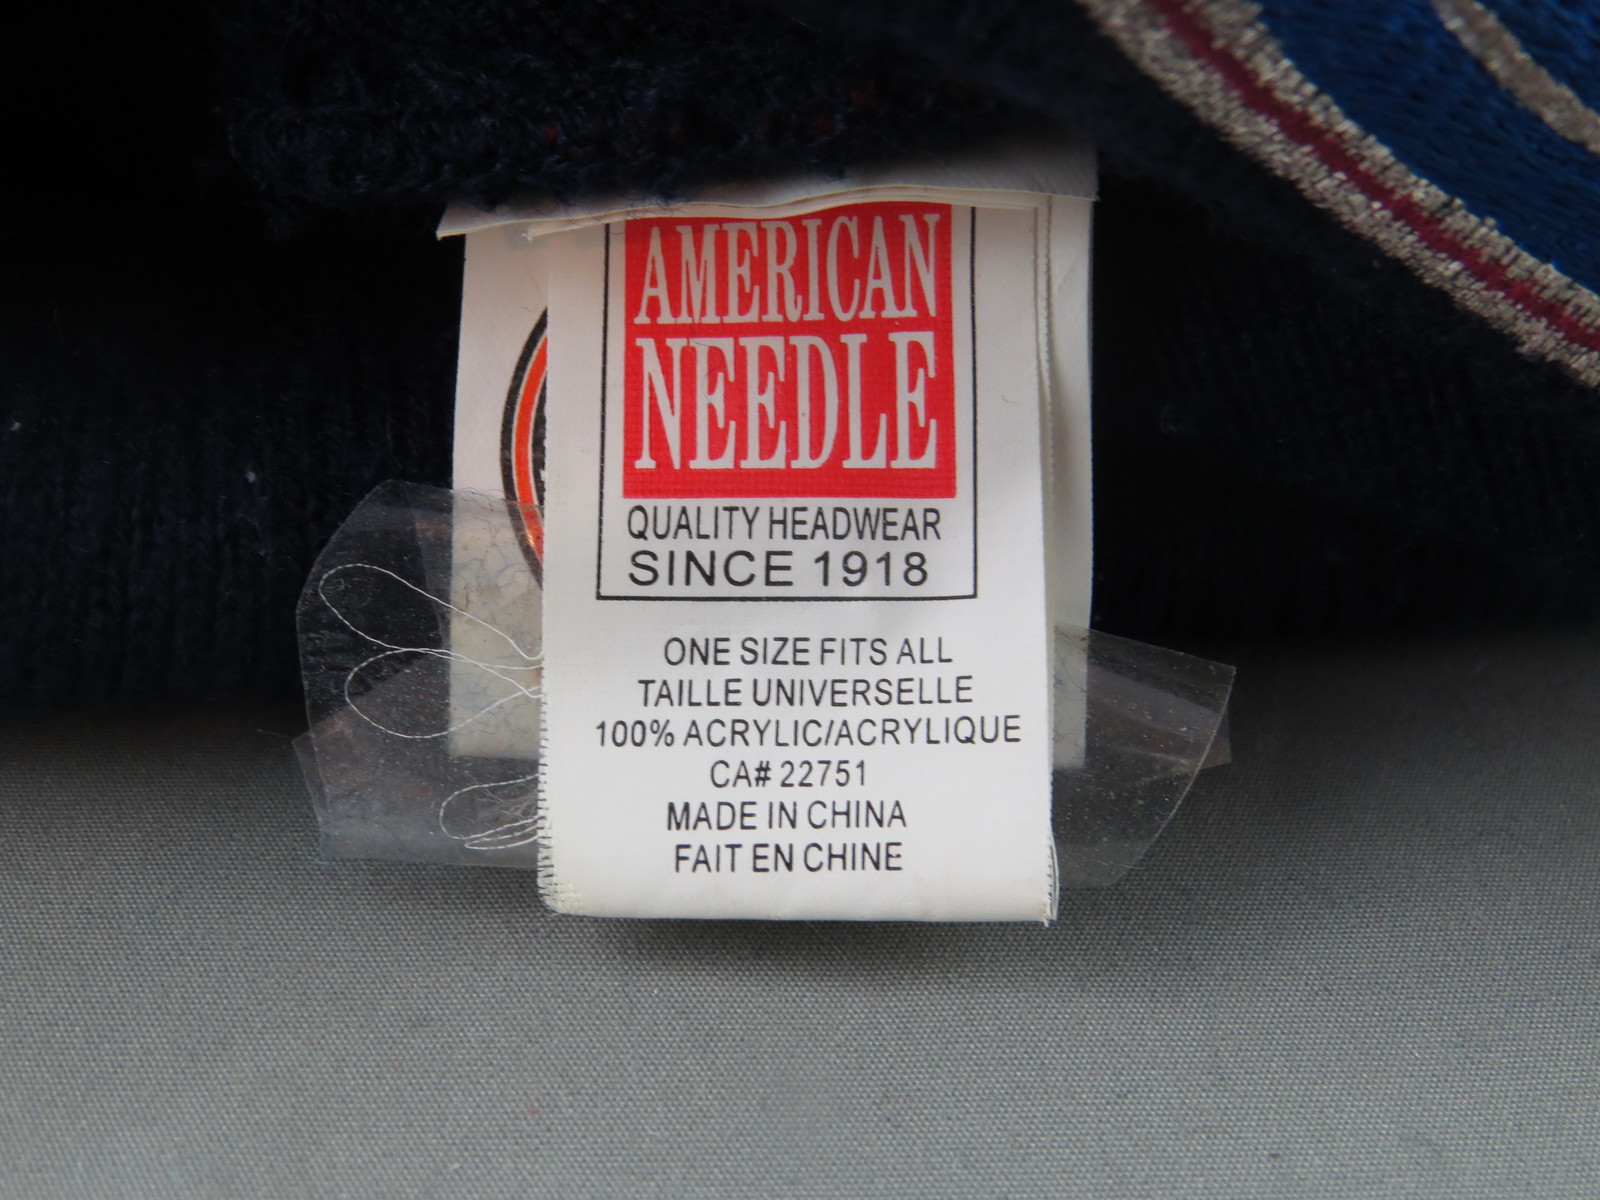 AMERICAN
NEEDLE
QUALITY HEADWEAR
SINCE 1918
ONE SIZE FITS ALL
TAILLE UNIVERSELLE
100% ACRYLIC/ACRYLIQUE
CA# 22751
MADE IN CHINA
FAIT EN CHINE